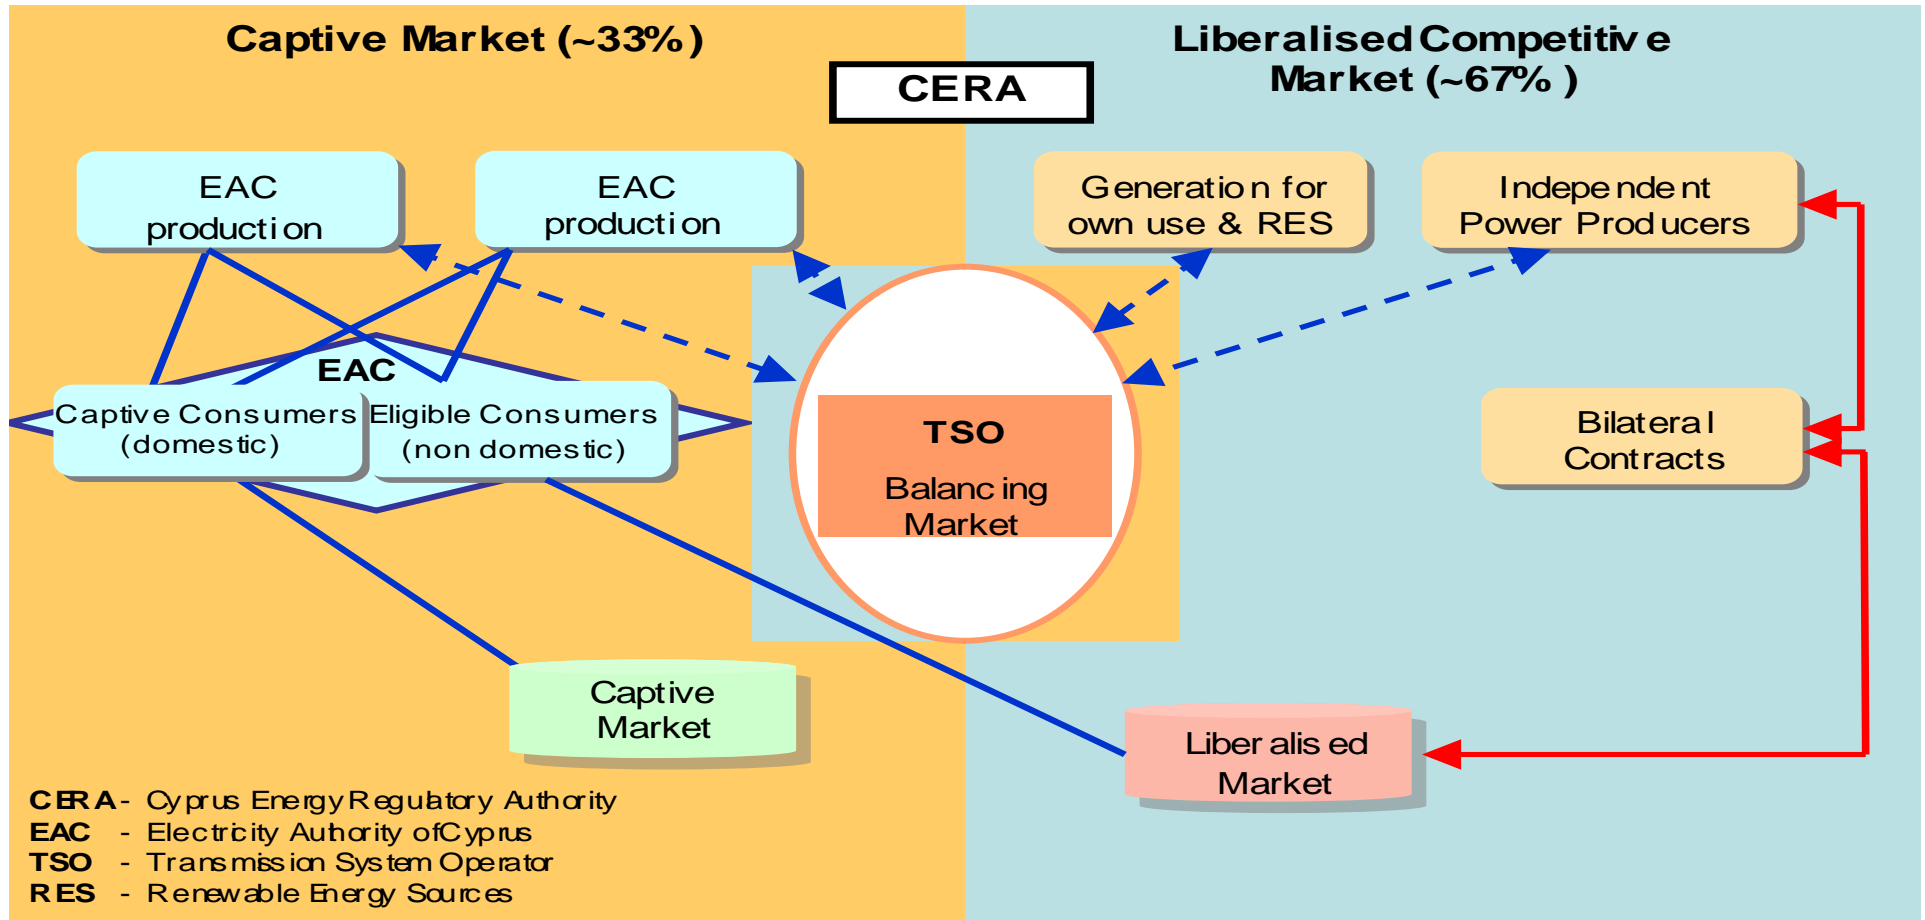 Captive Market (~33%)
Liberalised Competitive
Market (~67% )
CERA
EAC
production
EAC
production
Generation for
own use & RES
Independent
Power Producers
EAC
Captive Consumers
(domestic)
Eligible Consumers
(non domestic)
TSO
Balancing
Market
Bilateral
Contracts
Captive
Market
Liberalised
Market
CERA - Cyprus Energy Regulatory Authority
EAC - Electricity Authority of Cyprus
TSO - Transmission System Operator
RES - Renewable Energy Sources